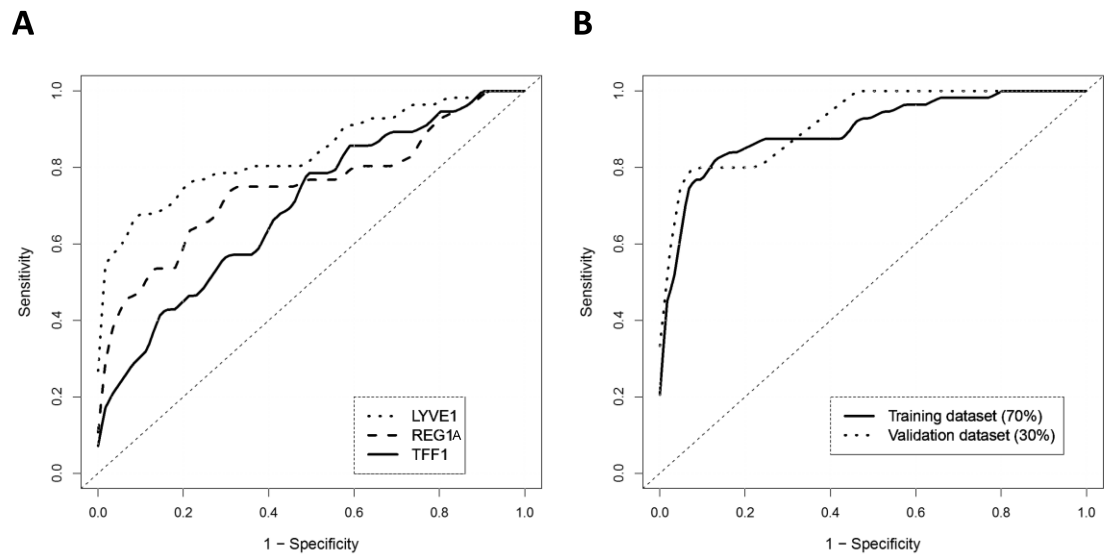 A
Sensitivity
1.0
0.8
0.6
0.4
0.2
0.0
LYVE1
REG1A
TFF1
0.0 0.2 0.4 0.6 0.8 1.0
1 − Specificity
B
Sensitivity
1.0
0.8
0.6
0.4
0.2
0.0
Training dataset (70%)
Validation dataset (30%)
0.0 0.2 0.4 0.6 0.8 1.0
1 − Specificity